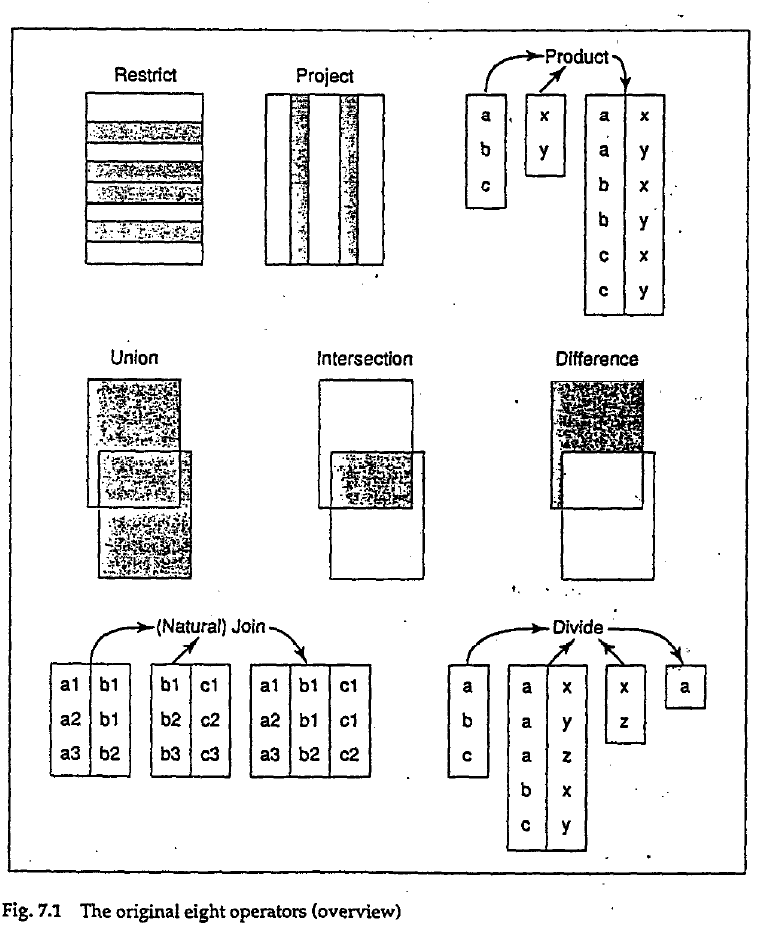 Restrict
Project
Product
a
b
c
x
y
a x
a y
b x
b y
c x
c y
Union
Intersection
Difference
(Natural) Join
a1 b1
a2 b1
a3 b2
b1 c1
b2 c2
b3 c3
a1 b1 c1
a2 b1 c1
a3 b2 c2
Divide
a
b
c
a x
a y
a z
b x
c y
x
z
a
Fig. 7.1 The original eight operators (overview)